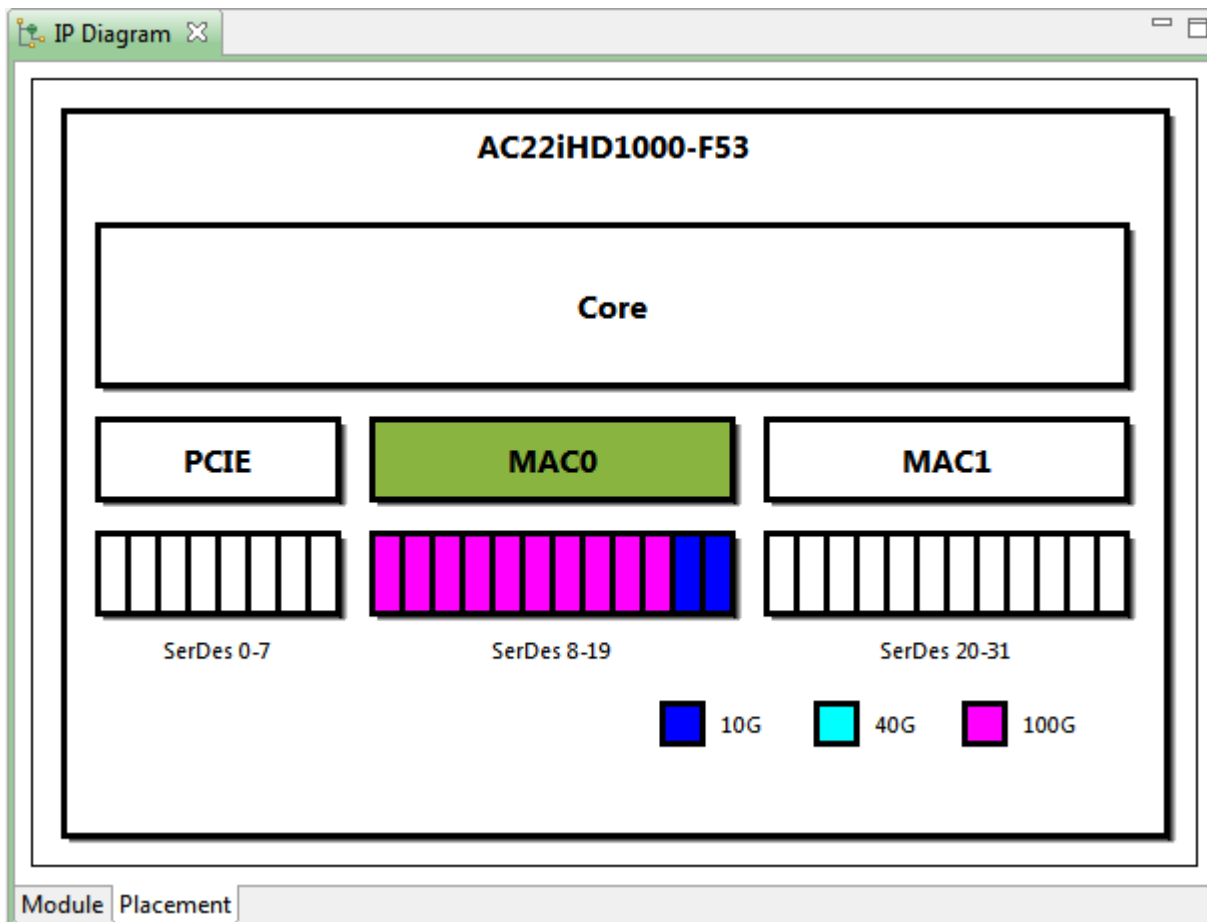 IP Diagram
AC22iHD1000-F53
Core
PCIE
MAC0
MAC1
SerDes 0-7
SerDes 8-19
SerDes 20-31
10G
40G
100G
Module
Placement